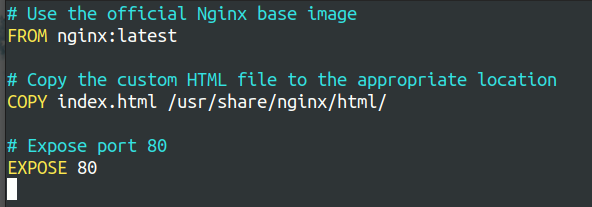 # Use the official Nginx base image
FROM nginx:latest
# Copy the custom HTML file to the appropriate location
COPY index.html /usr/share/nginx/html/
# Expose port 80
EXPOSE 80